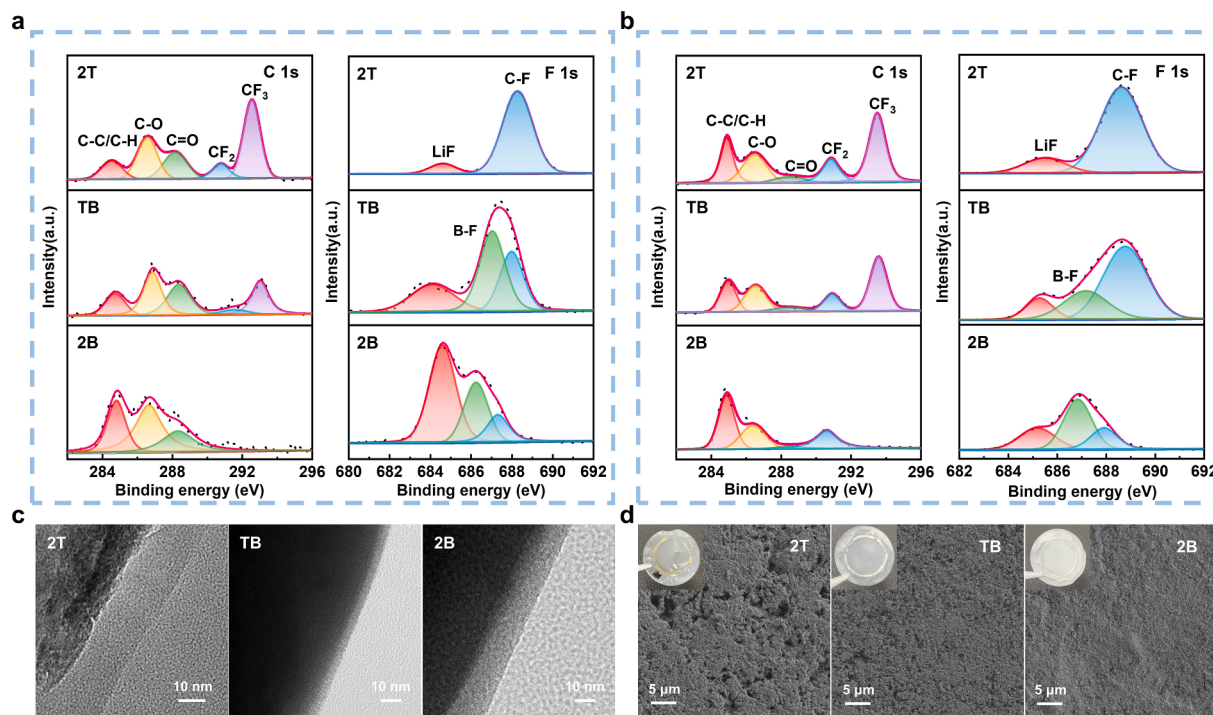 a
2T
C 1s
C-C/C-H
C-O
C=O
CF2
CF3
TB
2B
Intensity(a.u.)
284 288 292 296
Binding energy (eV)
2T
F 1s
LiF
C-F
TB
B-F
2B
Intensity(a.u.)
680 682 684 686 688 690 692
Binding energy (eV)
b
2T
C 1s
C-C/C-H
C-O
C=O
CF2
CF3
TB
2B
Intensity(a.u.)
284 287 290 293 296
Binding energy (eV)
2T
F 1s
LiF
C-F
TB
B-F
2B
Intensity(a.u.)
682 684 686 688 690 692
Binding energy (eV)
c
2T
10 nm
TB
10 nm
2B
10 nm
d
2T
5 μm
TB
5 μm
2B
5 μm